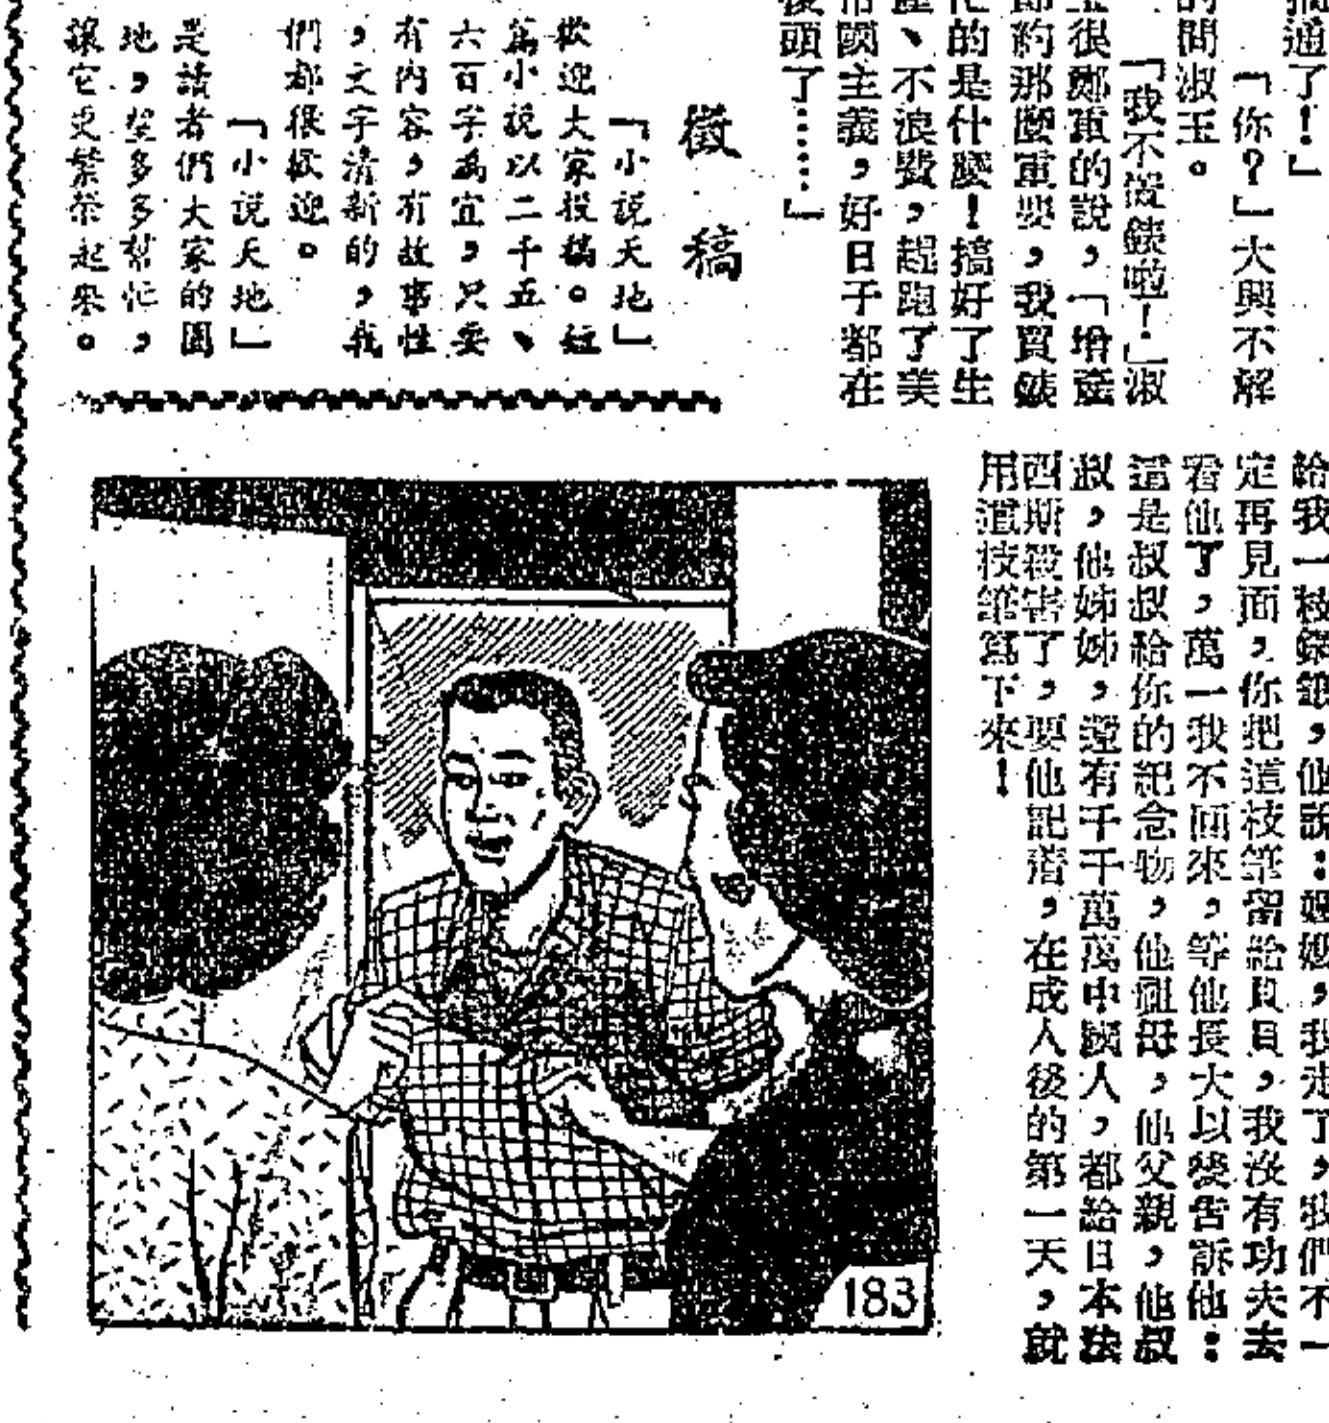 搞通了！」
「你？」大興不解
的問淑玉。
「我不買錶啦！」淑
玉很鄭重的說，「增產
節約那麼重要，我買錶
忙的是什麼！搞好了生
產、不浪費，趕跑了美
帝國主義，好日子都在
後頭了……」
徵稿
「小說天地」
歡迎大家投稿。短
篇小說以二千五、
六百字為宜，只要
有內容，有故事性
，文字清新的，我
們都很歡迎。
「小說天地」
是讀者們大家的園
地，望多多幫忙，
讓它更繁榮起來。
給我一枝鋼筆，他說：媽媽，我走了，我們不一
定再見面，你把這枝筆留給貝貝，我沒有功夫去
看他了，萬一我不回來，等他長大以後告訴他：
這是叔叔給你的紀念物，他祖母，他父親，他叔
叔，他姊姊，還有千千萬萬中國人，都給日本法
西斯殺害了，要他記着，在成人後的第一天，就
用這枝筆寫下來！
183